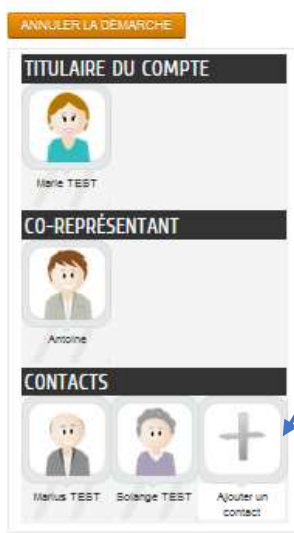 ANNULER LA DÉMARCHE
TITULAIRE DU COMPTE
Marie TEST
CO-REPRÉSENTANT
Antoine
CONTACTS
Marius TEST
Solange TEST
Ajouter un
contact